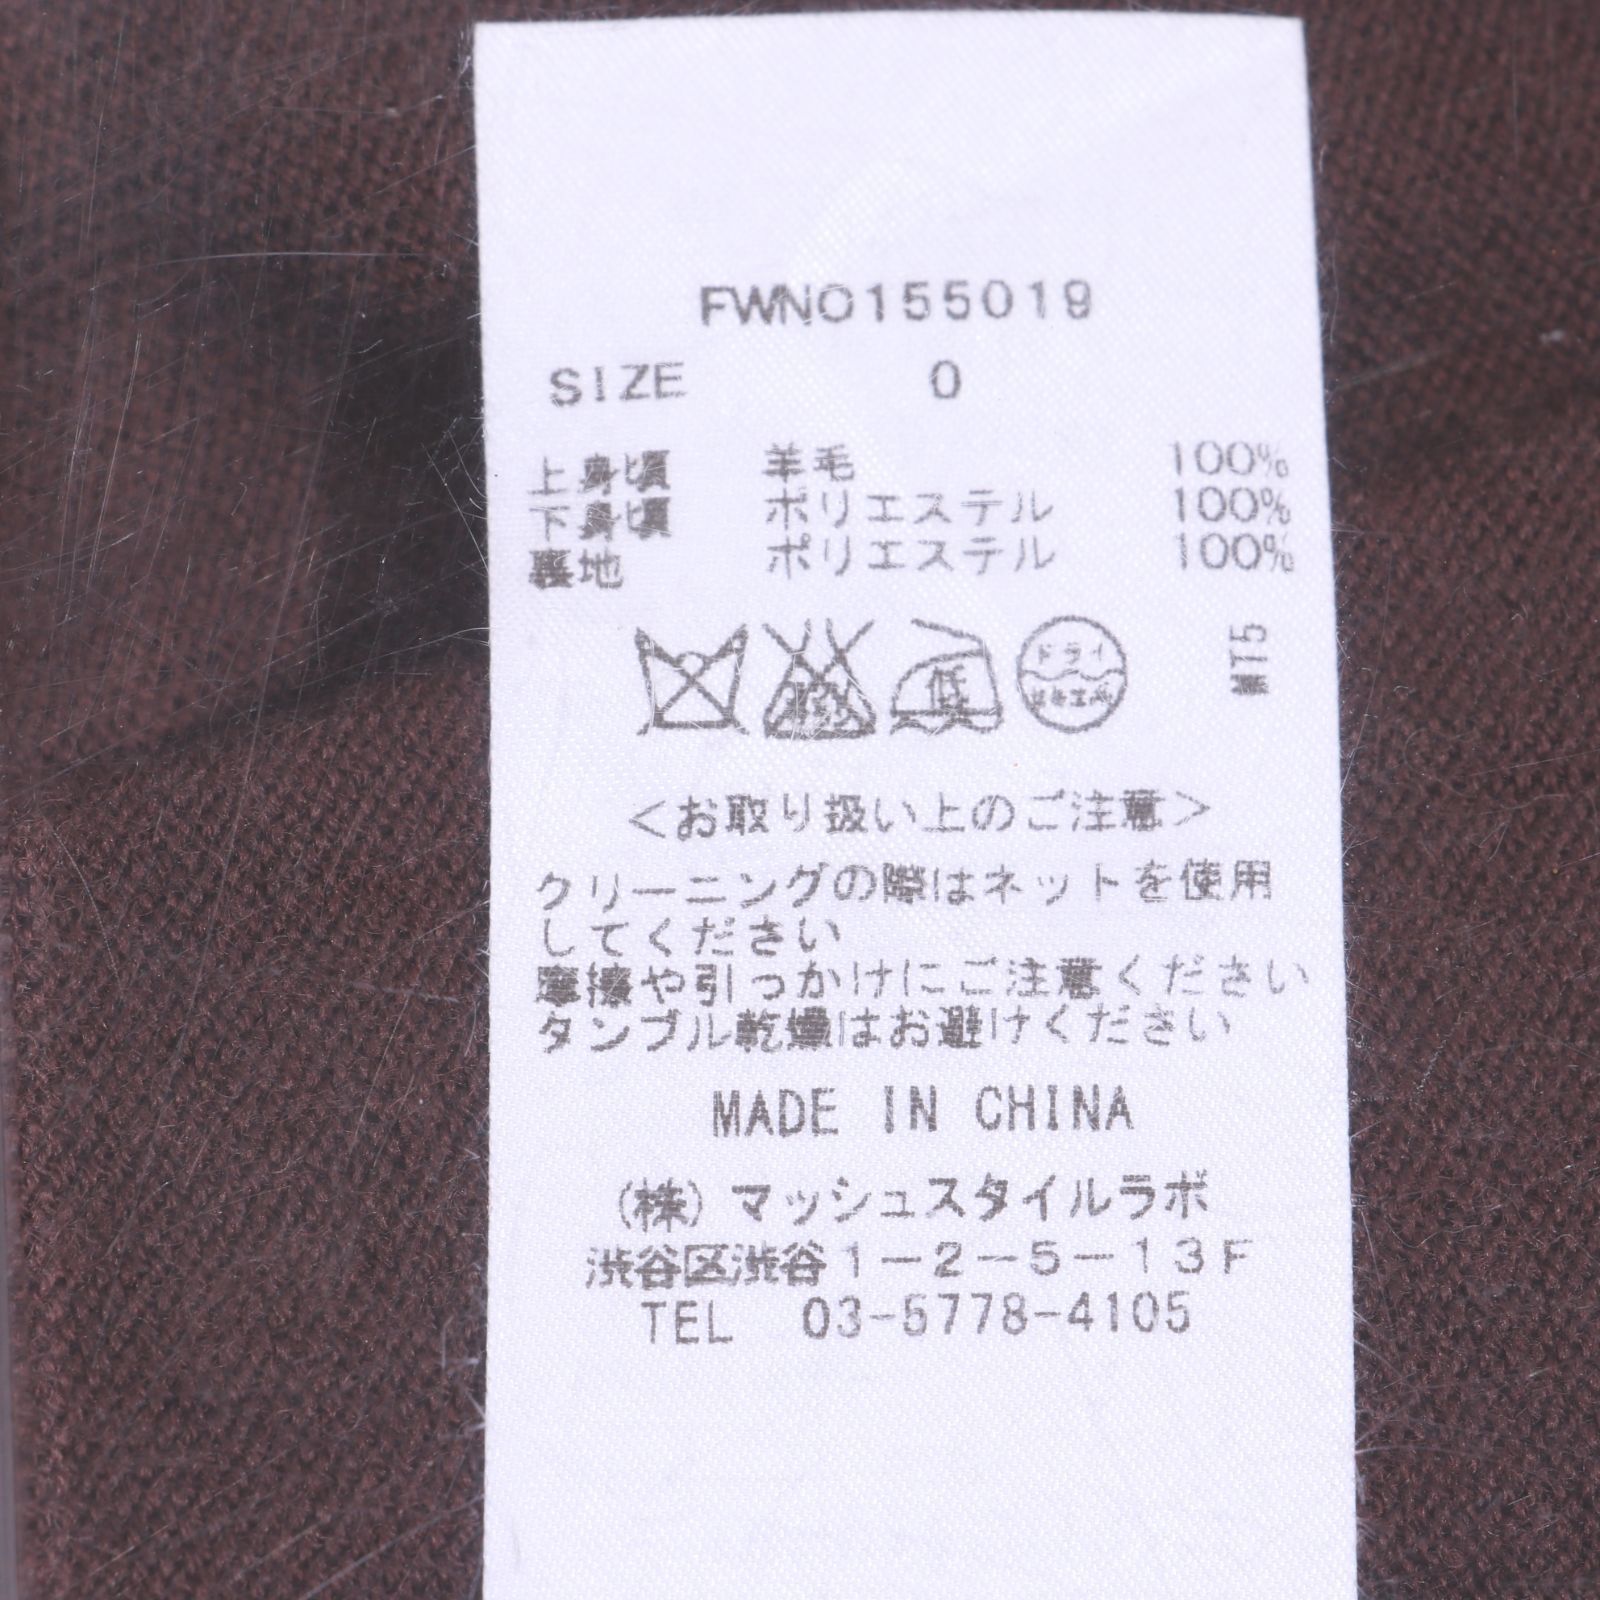 FWNO155019
SIZE 0
上身頃 羊毛 100%
下身頃 ポリエステル 100%
裏地 ポリエステル 100%
低
ドライ
セキユ系
MT5
<お取り扱い上のご注意>
クリーニングの際はネットを使用
してください
摩擦や引っかけにご注意ください
タンブル乾燥はお避けください
MADE IN CHINA
(株)マッシュスタイルラボ
渋谷区渋谷1-2-5-13F
TEL 03-5778-4105